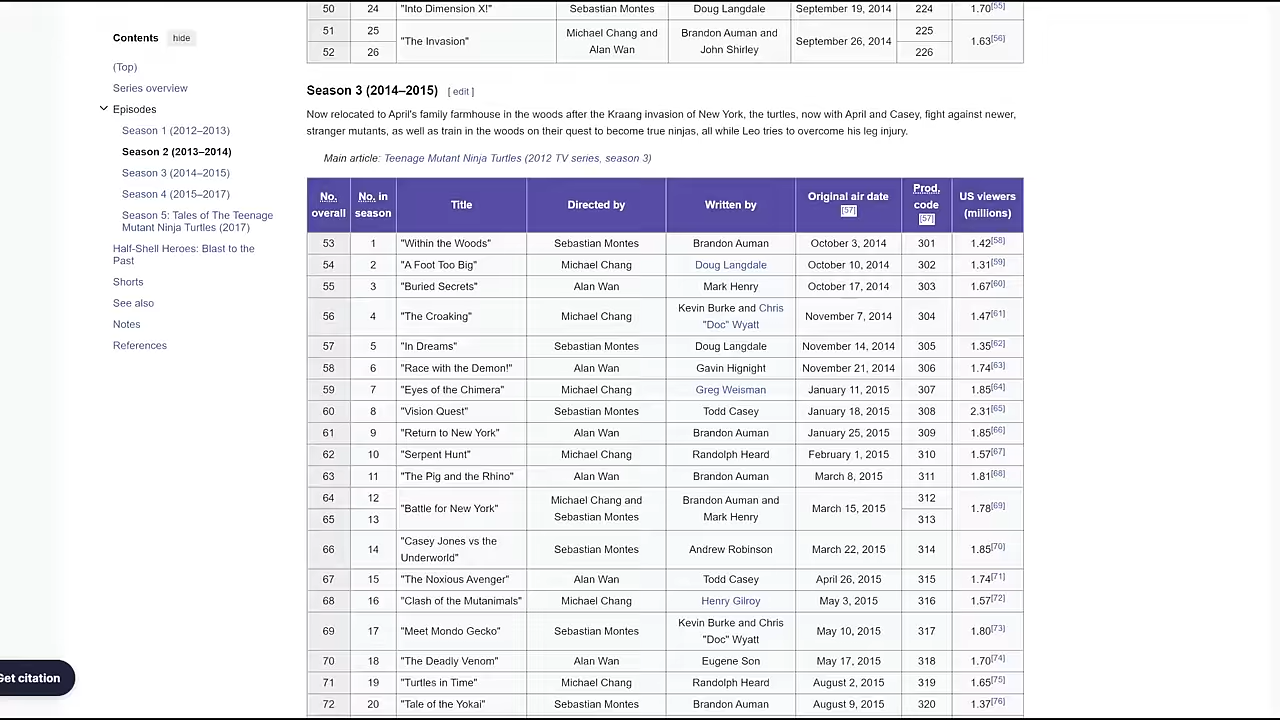 Contents hide
(Top)
Series overview
Episodes
Season 1 (2012–2013)
Season 2 (2013–2014)
Season 3 (2014–2015)
Season 4 (2015–2017)
Season 5: Tales of The Teenage
Mutant Ninja Turtles (2017)
Half-Shell Heroes: Blast to the
Past
Shorts
See also
Notes
References
Get citation
50 24 "Into Dimension X!" Sebastian Montes Doug Langdale September 19, 2014 224 1.70[55]
51 25 "The Invasion" Michael Chang and Brandon Auman and September 26, 2014 225 1.63[56]
52 26 Alan Wan John Shirley 226
Season 3 (2014–2015) [ edit ]
Now relocated to April's family farmhouse in the woods after the Kraang invasion of New York, the turtles, now with April and Casey, fight against newer,
stranger mutants, as well as train in the woods on their quest to become true ninjas, all while Leo tries to overcome his leg injury.
Main article: Teenage Mutant Ninja Turtles (2012 TV series, season 3)
No. overall No. in season Title Directed by Written by Original air date [57] Prod. code [57] US viewers (millions)
53 1 "Within the Woods" Sebastian Montes Brandon Auman October 3, 2014 301 1.42[58]
54 2 "A Foot Too Big" Michael Chang Doug Langdale October 10, 2014 302 1.31[59]
55 3 "Buried Secrets" Alan Wan Mark Henry October 17, 2014 303 1.67[60]
56 4 "The Croaking" Michael Chang Kevin Burke and Chris "Doc" Wyatt November 7, 2014 304 1.47[61]
57 5 "In Dreams" Sebastian Montes Doug Langdale November 14, 2014 305 1.35[62]
58 6 "Race with the Demon!" Alan Wan Gavin Hignight November 21, 2014 306 1.74[63]
59 7 "Eyes of the Chimera" Michael Chang Greg Weisman January 11, 2015 307 1.85[64]
60 8 "Vision Quest" Sebastian Montes Todd Casey January 18, 2015 308 2.31[65]
61 9 "Return to New York" Alan Wan Brandon Auman January 25, 2015 309 1.85[66]
62 10 "Serpent Hunt" Michael Chang Randolph Heard February 1, 2015 310 1.57[67]
63 11 "The Pig and the Rhino" Alan Wan Brandon Auman March 8, 2015 311 1.81[68]
64 12 "Battle for New York" Michael Chang and Brandon Auman and March 15, 2015 312 1.78[69]
65 13 Sebastian Montes Mark Henry 313
66 14 "Casey Jones vs the Underworld" Sebastian Montes Andrew Robinson March 22, 2015 314 1.85[70]
67 15 "The Noxious Avenger" Alan Wan Todd Casey April 26, 2015 315 1.74[71]
68 16 "Clash of the Mutanimals" Michael Chang Henry Gilroy May 3, 2015 316 1.57[72]
69 17 "Meet Mondo Gecko" Sebastian Montes Kevin Burke and Chris "Doc" Wyatt May 10, 2015 317 1.80[73]
70 18 "The Deadly Venom" Alan Wan Eugene Son May 17, 2015 318 1.70[74]
71 19 "Turtles in Time" Michael Chang Randolph Heard August 2, 2015 319 1.65[75]
72 20 "Tale of the Yokai" Sebastian Montes Brandon Auman August 9, 2015 320 1.37[76]